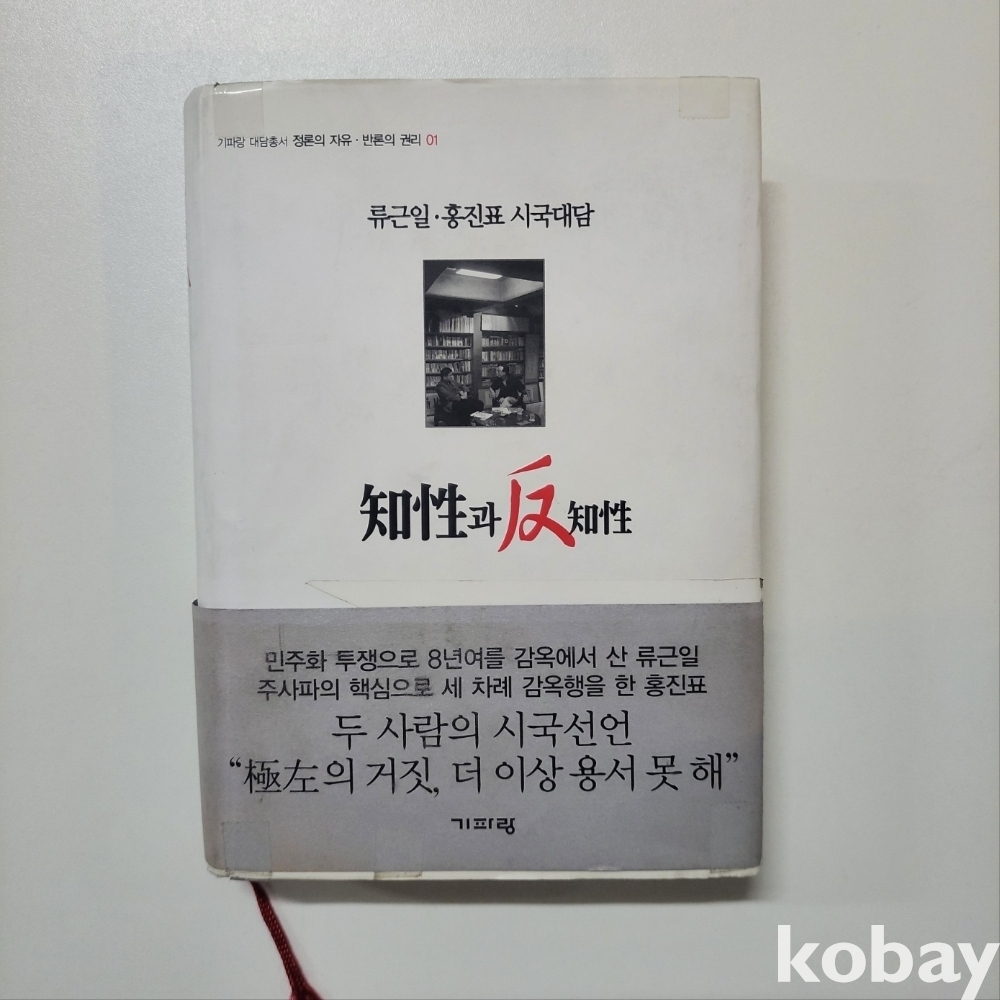 기파랑 대담총서 정론의 자유·반론의 권리 01
류근일·홍진표 시국대담
知性과 反知性
민주화 투쟁으로 8년여를 감옥에서 산 류근일
주사파의 핵심으로 세 차례 감옥행을 한 홍진표
두 사람의 시국선언
“極左의 거짓, 더 이상 용서 못 해”
기파랑
kobay